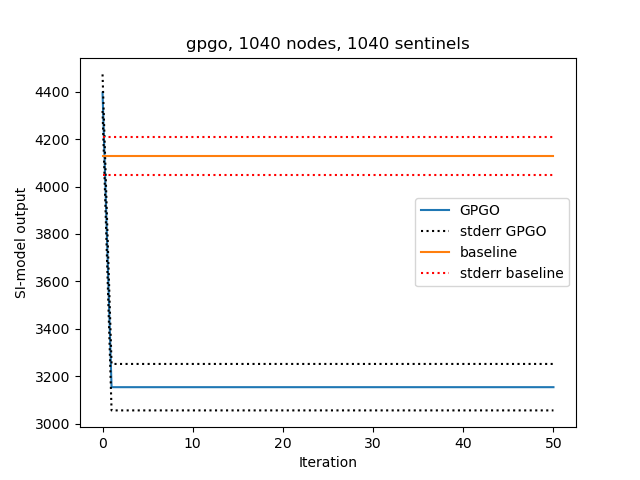 gpgo, 1040 nodes, 1040 sentinels
4400
4200
4000
3800
3600
3400
3200
3000
SI-model output
GPGO
stderr GPGO
baseline
stderr baseline
0 10 20 30 40 50
Iteration